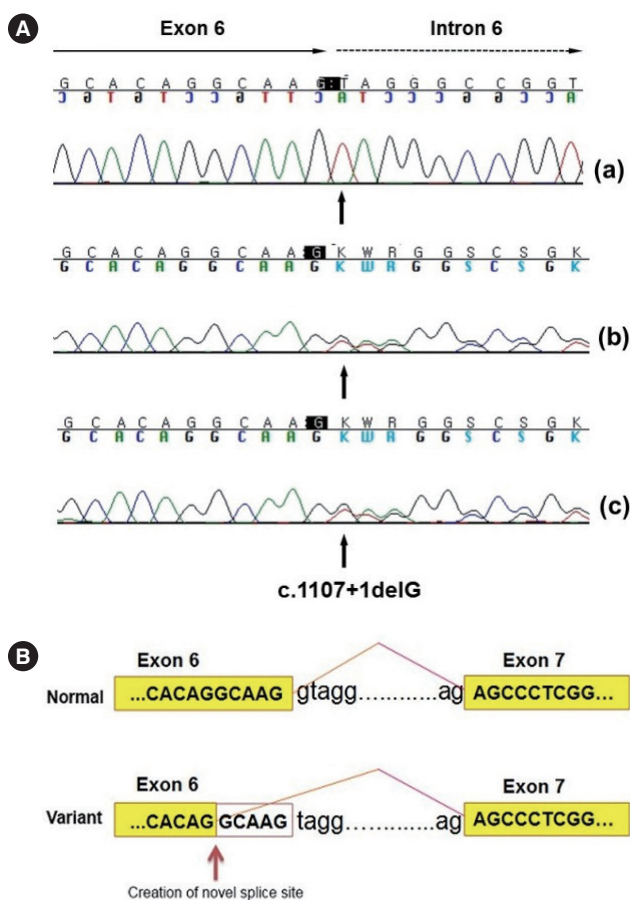 A
Exon 6 Intron 6
G C A C A G G C A A G T A G G G C C G G T
C G T G T C C G T T C A T C C C G G C C A
(a)
G C A C A G G C A A G K W R G G S C S G K
G C A C A G G C A A G K W R G G S C S G K
(b)
G C A C A G G C A A G K W R G G S C S G K
G C A C A G G C A A G K W R G G S C S G K
(c)
c.1107+1delG
B
Exon 6 Exon 7
Normal ...CACAGGCAAG gtagg...........ag AGCCCTCGG...
Exon 6 Exon 7
Variant ...CACAG GCAAG tagg...........ag AGCCCTCGG...
Creation of novel splice site